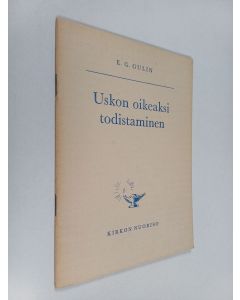 E. G. GULIN
Uskon oikeaksi
todistaminen
KIRKON NUORISO